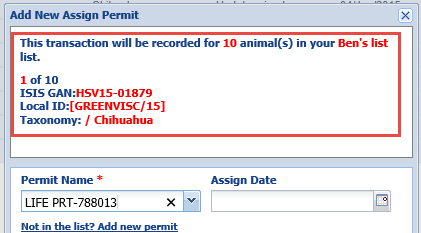 Add New Assign Permit
This transaction will be recorded for 10 animal(s) in your Ben's list
list.
1 of 10
ISIS GAN:HSV15-01879
Local ID:[GREENVISC/15]
Taxonomy: / Chihuahua
Permit Name * Assign Date
LIFE PRT-788013
Not in the list? Add new permit